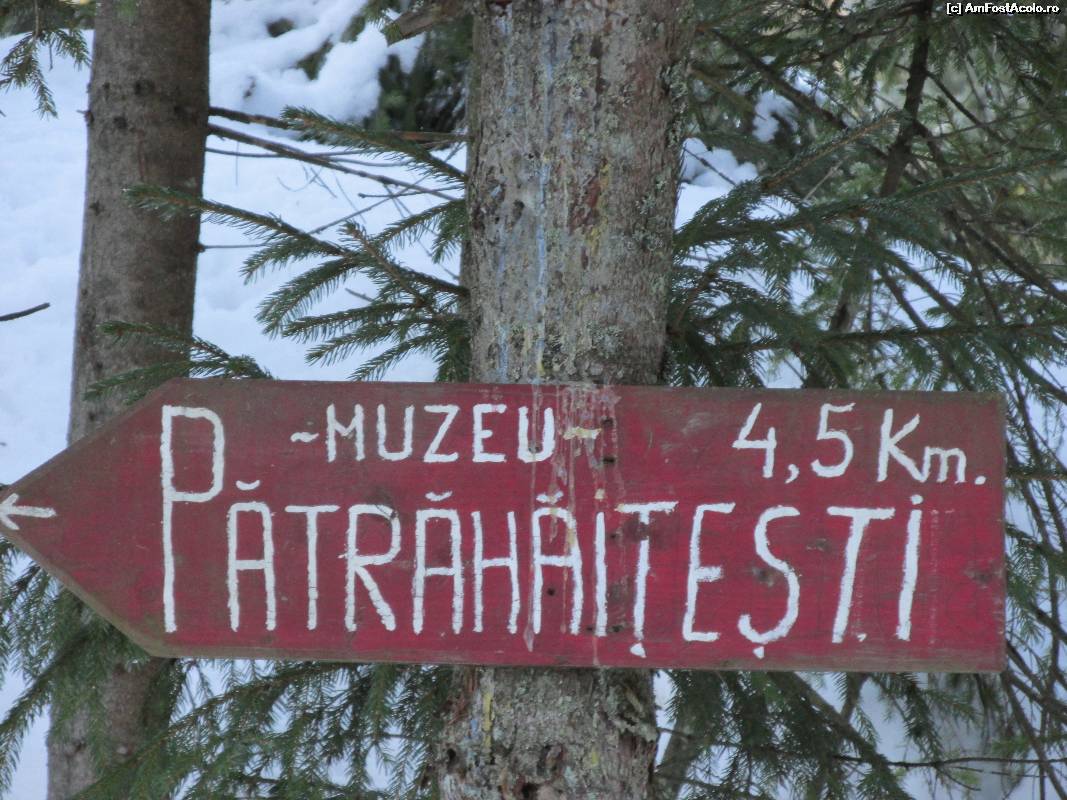 [c] AmFostAcolo.ro
~MUZEU- 4,5 Km.
PĂTRĂHĂIȚEȘTi